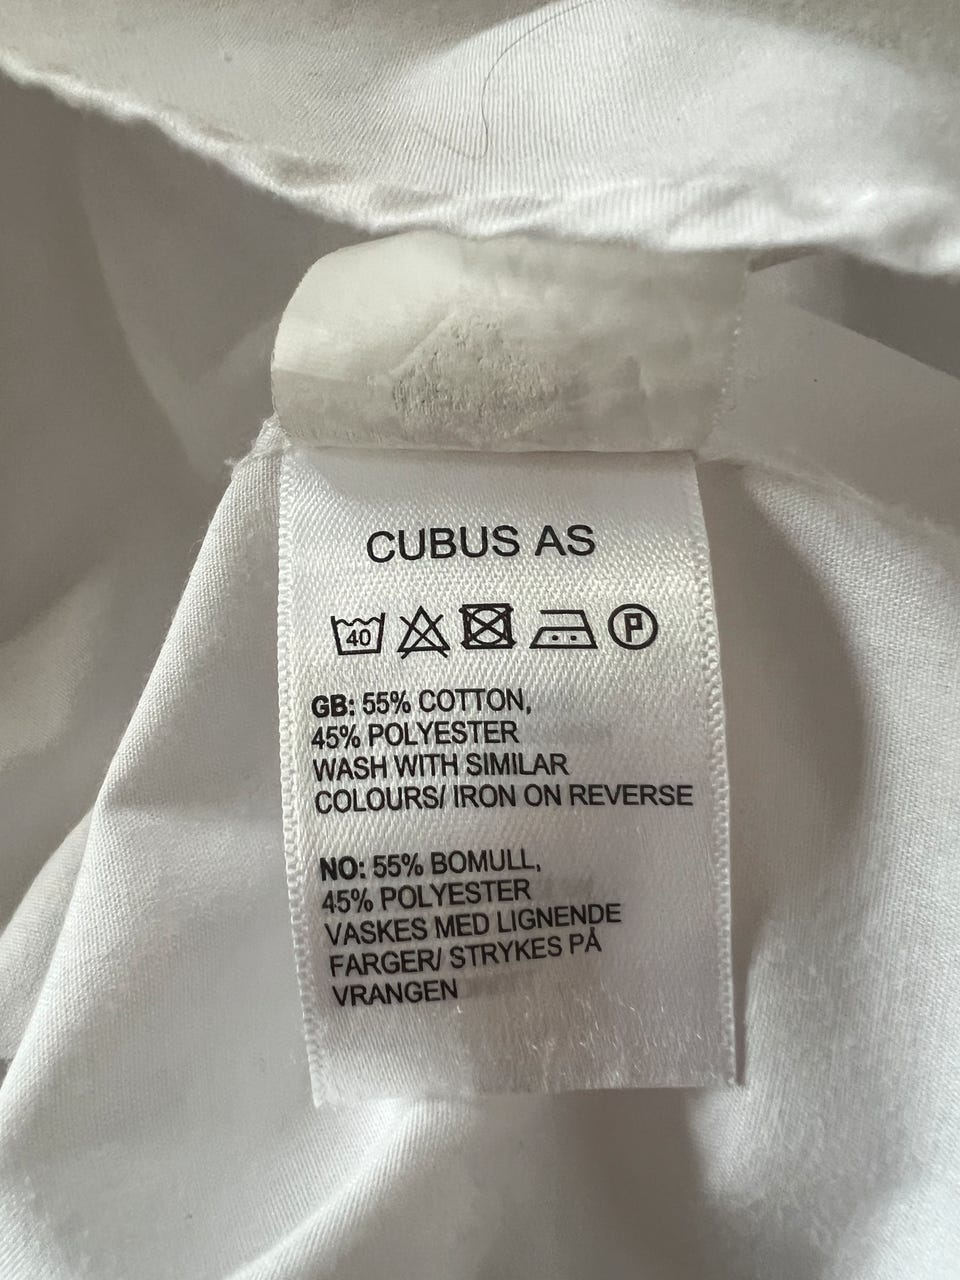 CUBUS AS
40 P
GB: 55% COTTON,
45% POLYESTER
WASH WITH SIMILAR
COLOURS/ IRON ON REVERSE
NO: 55% BOMULL,
45% POLYESTER
VASKES MED LIGNENDE
FARGER/ STRYKES PÅ
VRANGEN